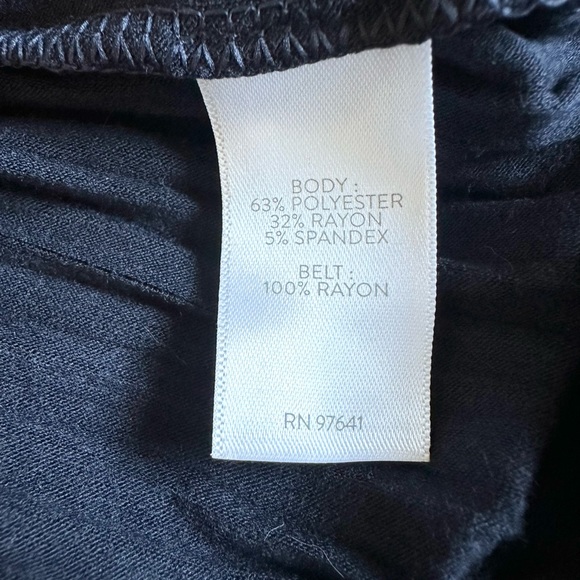 BODY :
63% POLYESTER
32% RAYON
5% SPANDEX
BELT :
100% RAYON
RN 97641